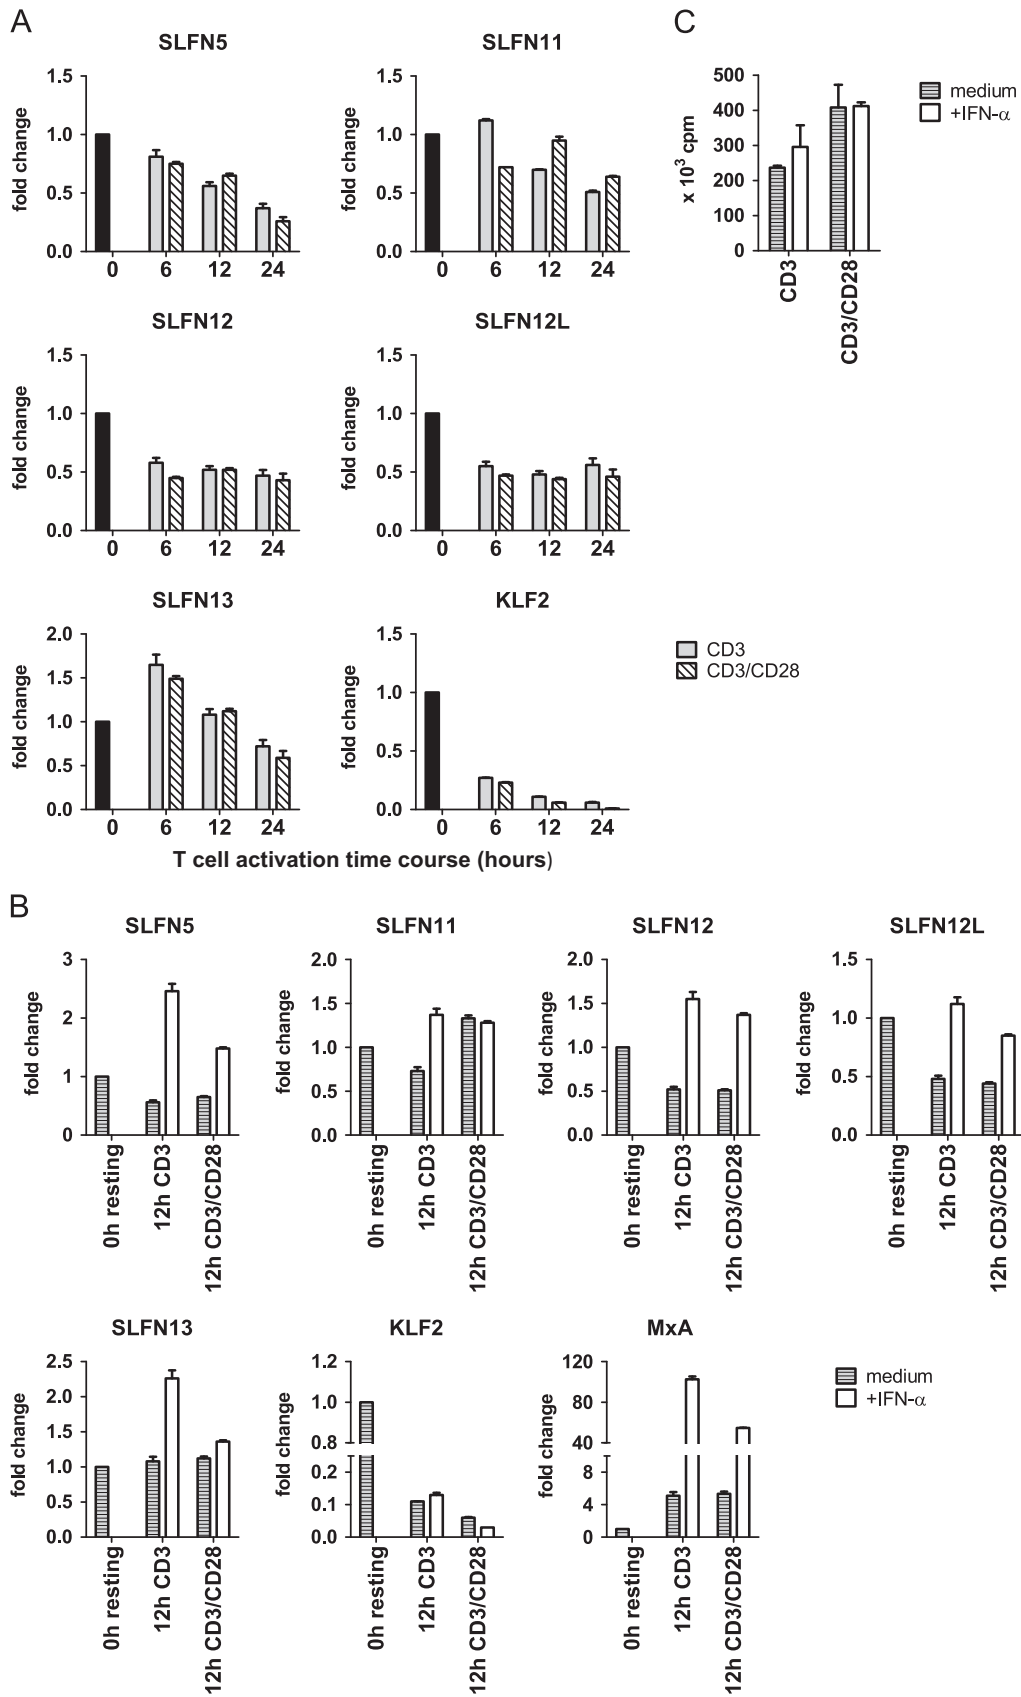 A
SLFN5
fold change
1.5
1.0
0.5
0.0
0 6 12 24
SLFN11
fold change
1.5
1.0
0.5
0.0
0 6 12 24
C
x 10³ cpm
500
400
300
200
100
0
CD3
CD3/CD28
medium
+IFN-α
SLFN12
fold change
1.5
1.0
0.5
0.0
0 6 12 24
SLFN12L
fold change
1.5
1.0
0.5
0.0
0 6 12 24
SLFN13
fold change
2.0
1.5
1.0
0.5
0.0
0 6 12 24
KLF2
fold change
1.5
1.0
0.5
0.0
0 6 12 24
CD3
CD3/CD28
T cell activation time course (hours)
B
SLFN5
fold change
3
2
1
0
0h resting
12h CD3
12h CD3/CD28
SLFN11
fold change
2.0
1.5
1.0
0.5
0.0
0h resting
12h CD3
12h CD3/CD28
SLFN12
fold change
2.0
1.5
1.0
0.5
0.0
0h resting
12h CD3
12h CD3/CD28
SLFN12L
fold change
1.5
1.0
0.5
0.0
0h resting
12h CD3
12h CD3/CD28
SLFN13
fold change
2.5
2.0
1.5
1.0
0.5
0.0
0h resting
12h CD3
12h CD3/CD28
KLF2
fold change
1.2
1.0
0.8
0.2
0.1
0.0
0h resting
12h CD3
12h CD3/CD28
MxA
fold change
120
80
40
8
4
0
0h resting
12h CD3
12h CD3/CD28
medium
+IFN-α